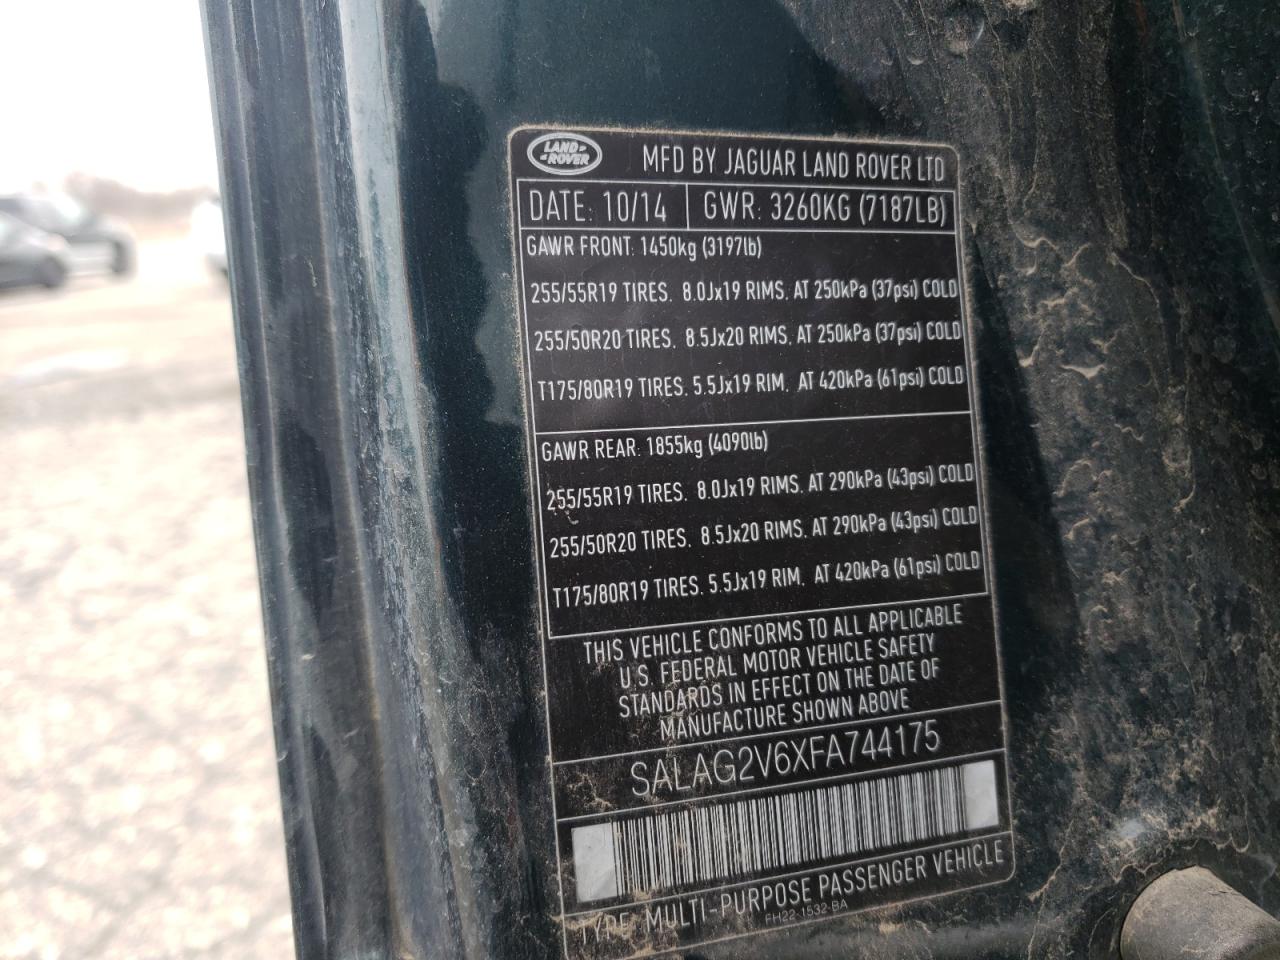 LAND ROVER
MFD BY JAGUAR LAND ROVER LTD
DATE: 10/14 GWR: 3260KG (7187LB)
GAWR FRONT: 1450kg (3197lb)
255/55R19 TIRES. 8.0Jx19 RIMS. AT 250kPa (37psi) COLD
255/50R20 TIRES. 8.5Jx20 RIMS. AT 250kPa (37psi) COLD
T175/80R19 TIRES. 5.5Jx19 RIM. AT 420kPa (61psi) COLD
GAWR REAR: 1855kg (4090lb)
255/55R19 TIRES. 8.0Jx19 RIMS. AT 290kPa (43psi) COLD
255/50R20 TIRES. 8.5Jx20 RIMS. AT 290kPa (43psi) COLD
T175/80R19 TIRES. 5.5Jx19 RIM. AT 420kPa (61psi) COLD
THIS VEHICLE CONFORMS TO ALL APPLICABLE
U.S. FEDERAL MOTOR VEHICLE SAFETY
STANDARDS IN EFFECT ON THE DATE OF
MANUFACTURE SHOWN ABOVE
SALAG2V6XFA744175
TYPE: MULTI-PURPOSE PASSENGER VEHICLE
FH22-1532-BA